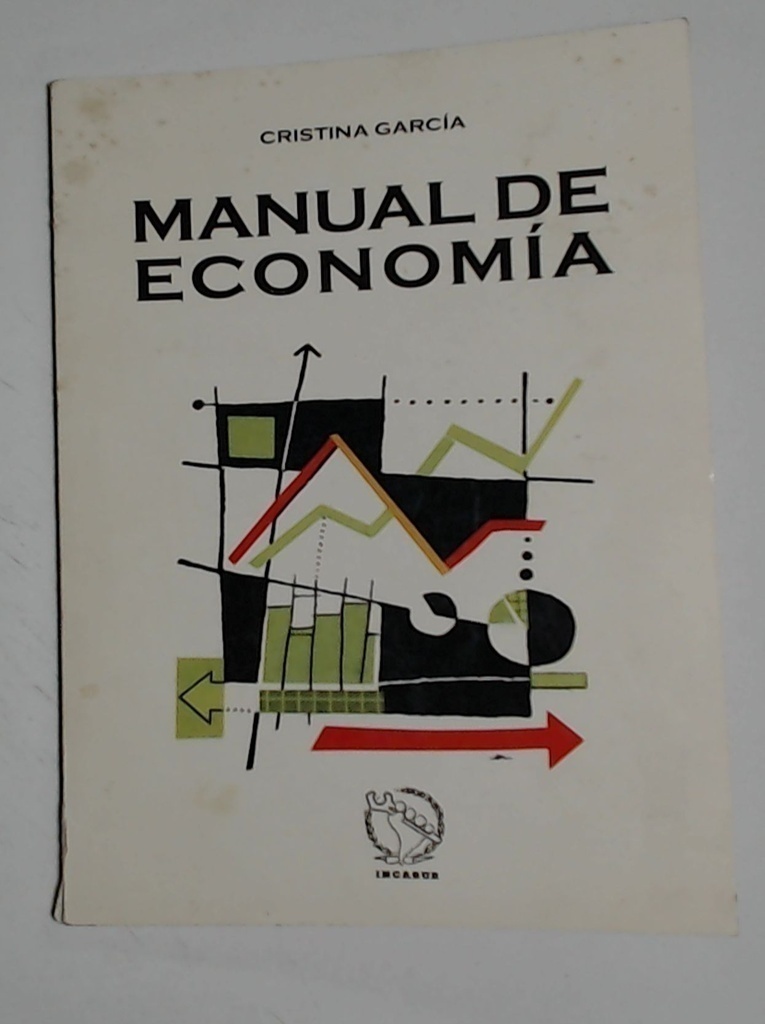 CRISTINA GARCÍA
MANUAL DE
ECONOMÍA
INCASUR